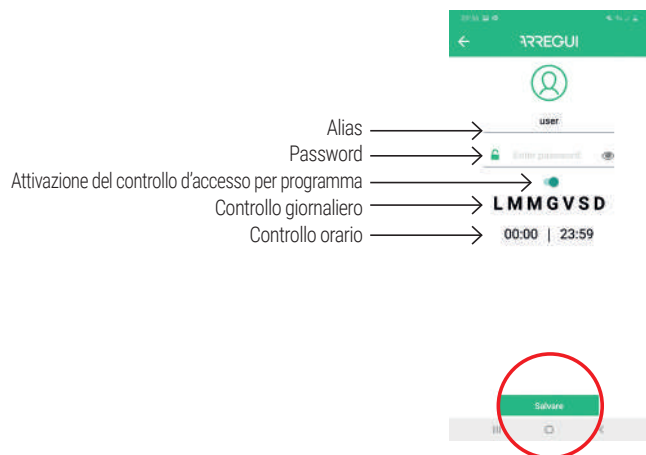 ARREGUI
user
Alias
Password
Enter password
Attivazione del controllo d'accesso per programma
Controllo giornaliero
L M M G V S D
Controllo orario
00:00 | 23:59
Salvare